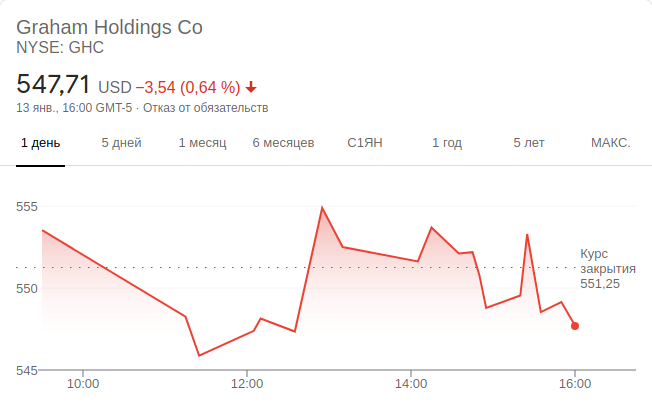 Graham Holdings Co
NYSE: GHC
547,71 USD −3,54 (0,64 %)
13 янв., 16:00 GMT-5 · Отказ от обязательств
1 день 5 дней 1 месяц 6 месяцев С1ЯН 1 год 5 лет МАКС.
555
Курс
закрытия
551,25
550
545
10:00 12:00 14:00 16:00